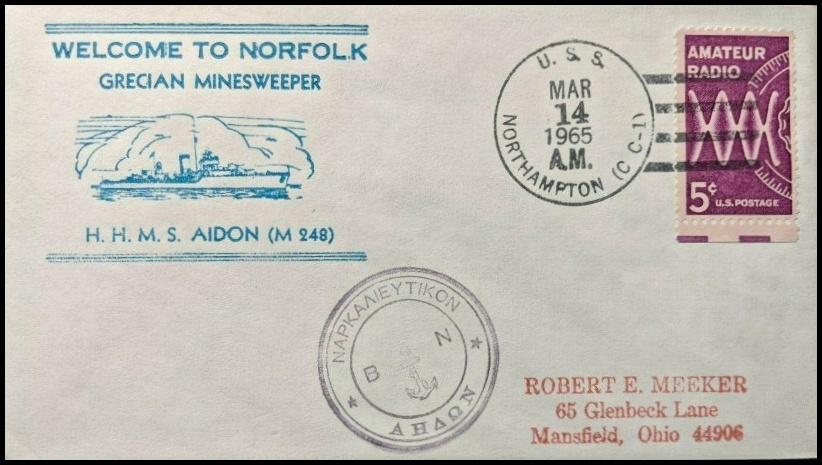 WELCOME TO NORFOLK
GRECIAN MINESWEEPER
H. H. M. S. AIDON (M 248)
U. S. S.
MAR
14
1965
A.M.
NORTHAMPTON (C C-1)
AMATEUR
RADIO
5¢ U.S. POSTAGE
ΝΑΡΚΑΛΙΕΥΤΙΚΟΝ
Β Ν
ΑΗΔΩΝ
ROBERT E. MEEKER
65 Glenbeck Lane
Mansfield, Ohio 44906